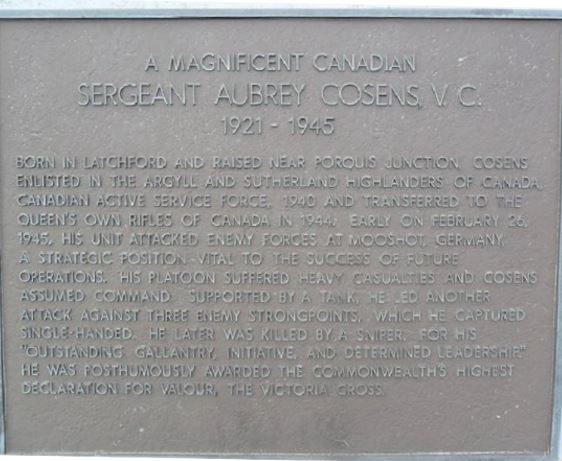 A MAGNIFICENT CANADIAN
SERGEANT AUBREY COSENS, V. C.
1921 - 1945
BORN IN LATCHFORD AND RAISED NEAR PORQUIS JUNCTION, COSENS
ENLISTED IN THE ARGYLL AND SUTHERLAND HIGHLANDERS OF CANADA,
CANADIAN ACTIVE SERVICE FORCE, 1940 AND TRANSFERRED TO THE
QUEEN'S OWN RIFLES OF CANADA IN 1944. EARLY ON FEBRUARY 26,
1945, HIS UNIT ATTACKED ENEMY FORCES AT MOOSHOT, GERMANY,
A STRATEGIC POSITION VITAL TO THE SUCCESS OF FUTURE
OPERATIONS. HIS PLATOON SUFFERED HEAVY CASUALTIES AND COSENS
ASSUMED COMMAND. SUPPORTED BY A TANK, HE LED ANOTHER
ATTACK AGAINST THREE ENEMY STRONGPOINTS, WHICH HE CAPTURED
SINGLE-HANDED. HE LATER WAS KILLED BY A SNIPER. FOR HIS
"OUTSTANDING GALLANTRY, INITIATIVE, AND DETERMINED LEADERSHIP"
HE WAS POSTHUMOUSLY AWARDED THE COMMONWEALTH'S HIGHEST
DECLARATION FOR VALOUR, THE VICTORIA CROSS.